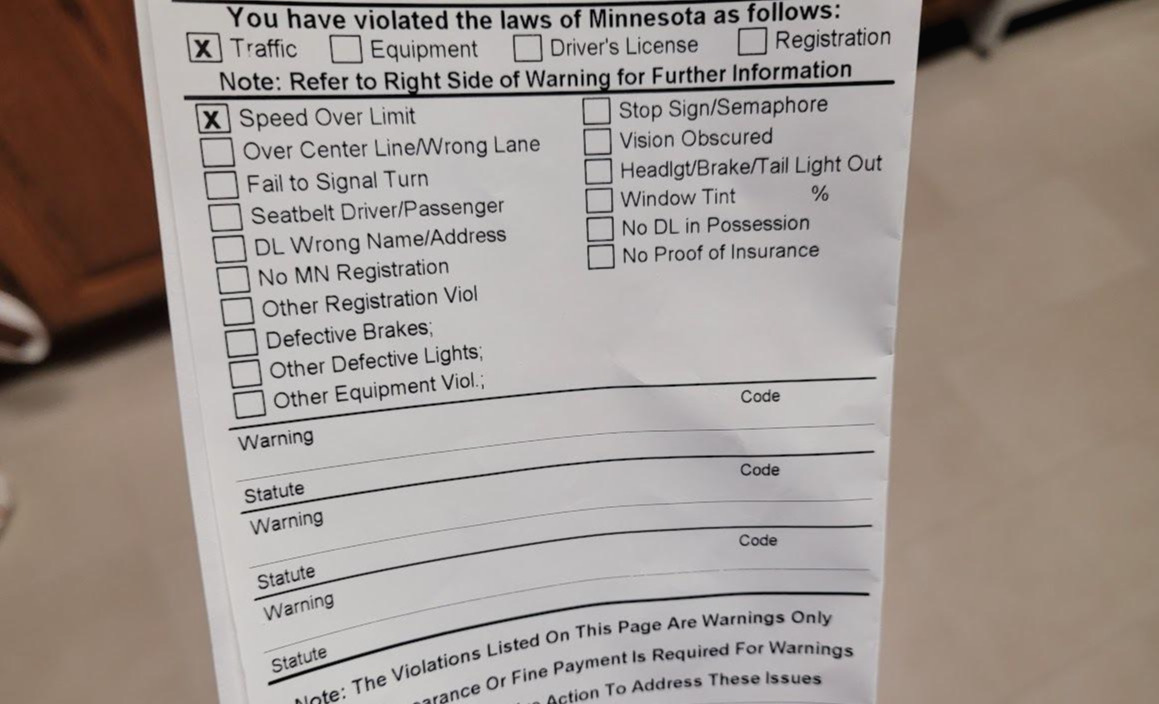 You have violated the laws of Minnesota as follows:
X Traffic Equipment Driver's License Registration
Note: Refer to Right Side of Warning for Further Information
X Speed Over Limit
Over Center Line/Wrong Lane
Fail to Signal Turn
Seatbelt Driver/Passenger
DL Wrong Name/Address
No MN Registration
Other Registration Viol
Defective Brakes;
Other Defective Lights;
Other Equipment Viol.;
Stop Sign/Semaphore
Vision Obscured
Headlgt/Brake/Tail Light Out
Window Tint %
No DL in Possession
No Proof of Insurance
Warning Code
Statute
Warning Code
Statute
Warning Code
Statute
Note: The Violations Listed On This Page Are Warnings Only
Or Fine Payment Is Required For Warnings
Action To Address These Issues